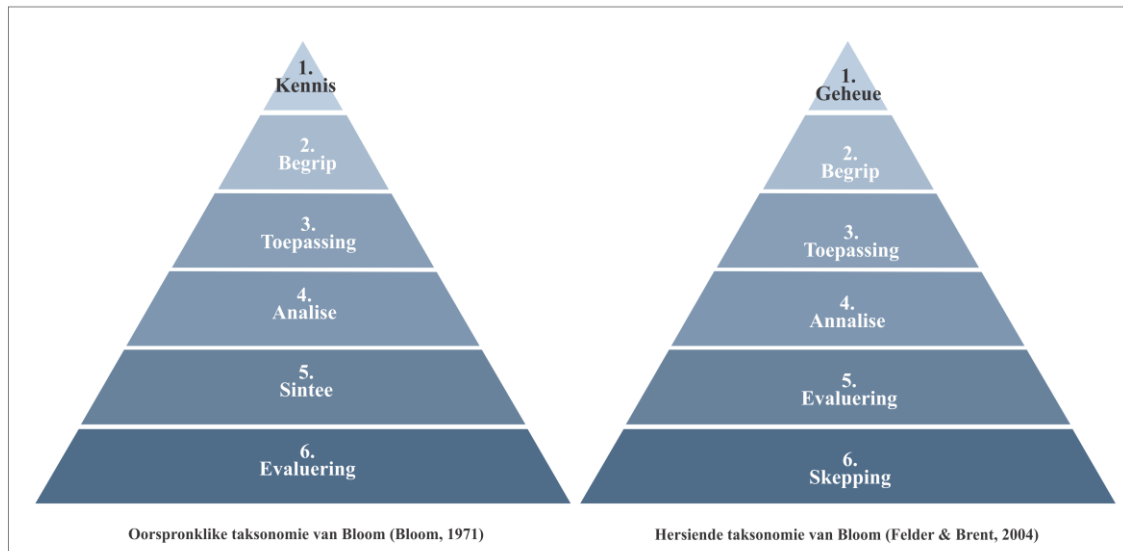 1.
Kennis
2.
Begrip
3.
Toepassing
4.
Analise
5.
Sintee
6.
Evaluering
Oorspronklike taksonomie van Bloom (Bloom, 1971)
1.
Geheue
2.
Begrip
3.
Toepassing
4.
Annalise
5.
Evaluering
6.
Skepping
Hersiende taksonomie van Bloom (Felder & Brent, 2004)